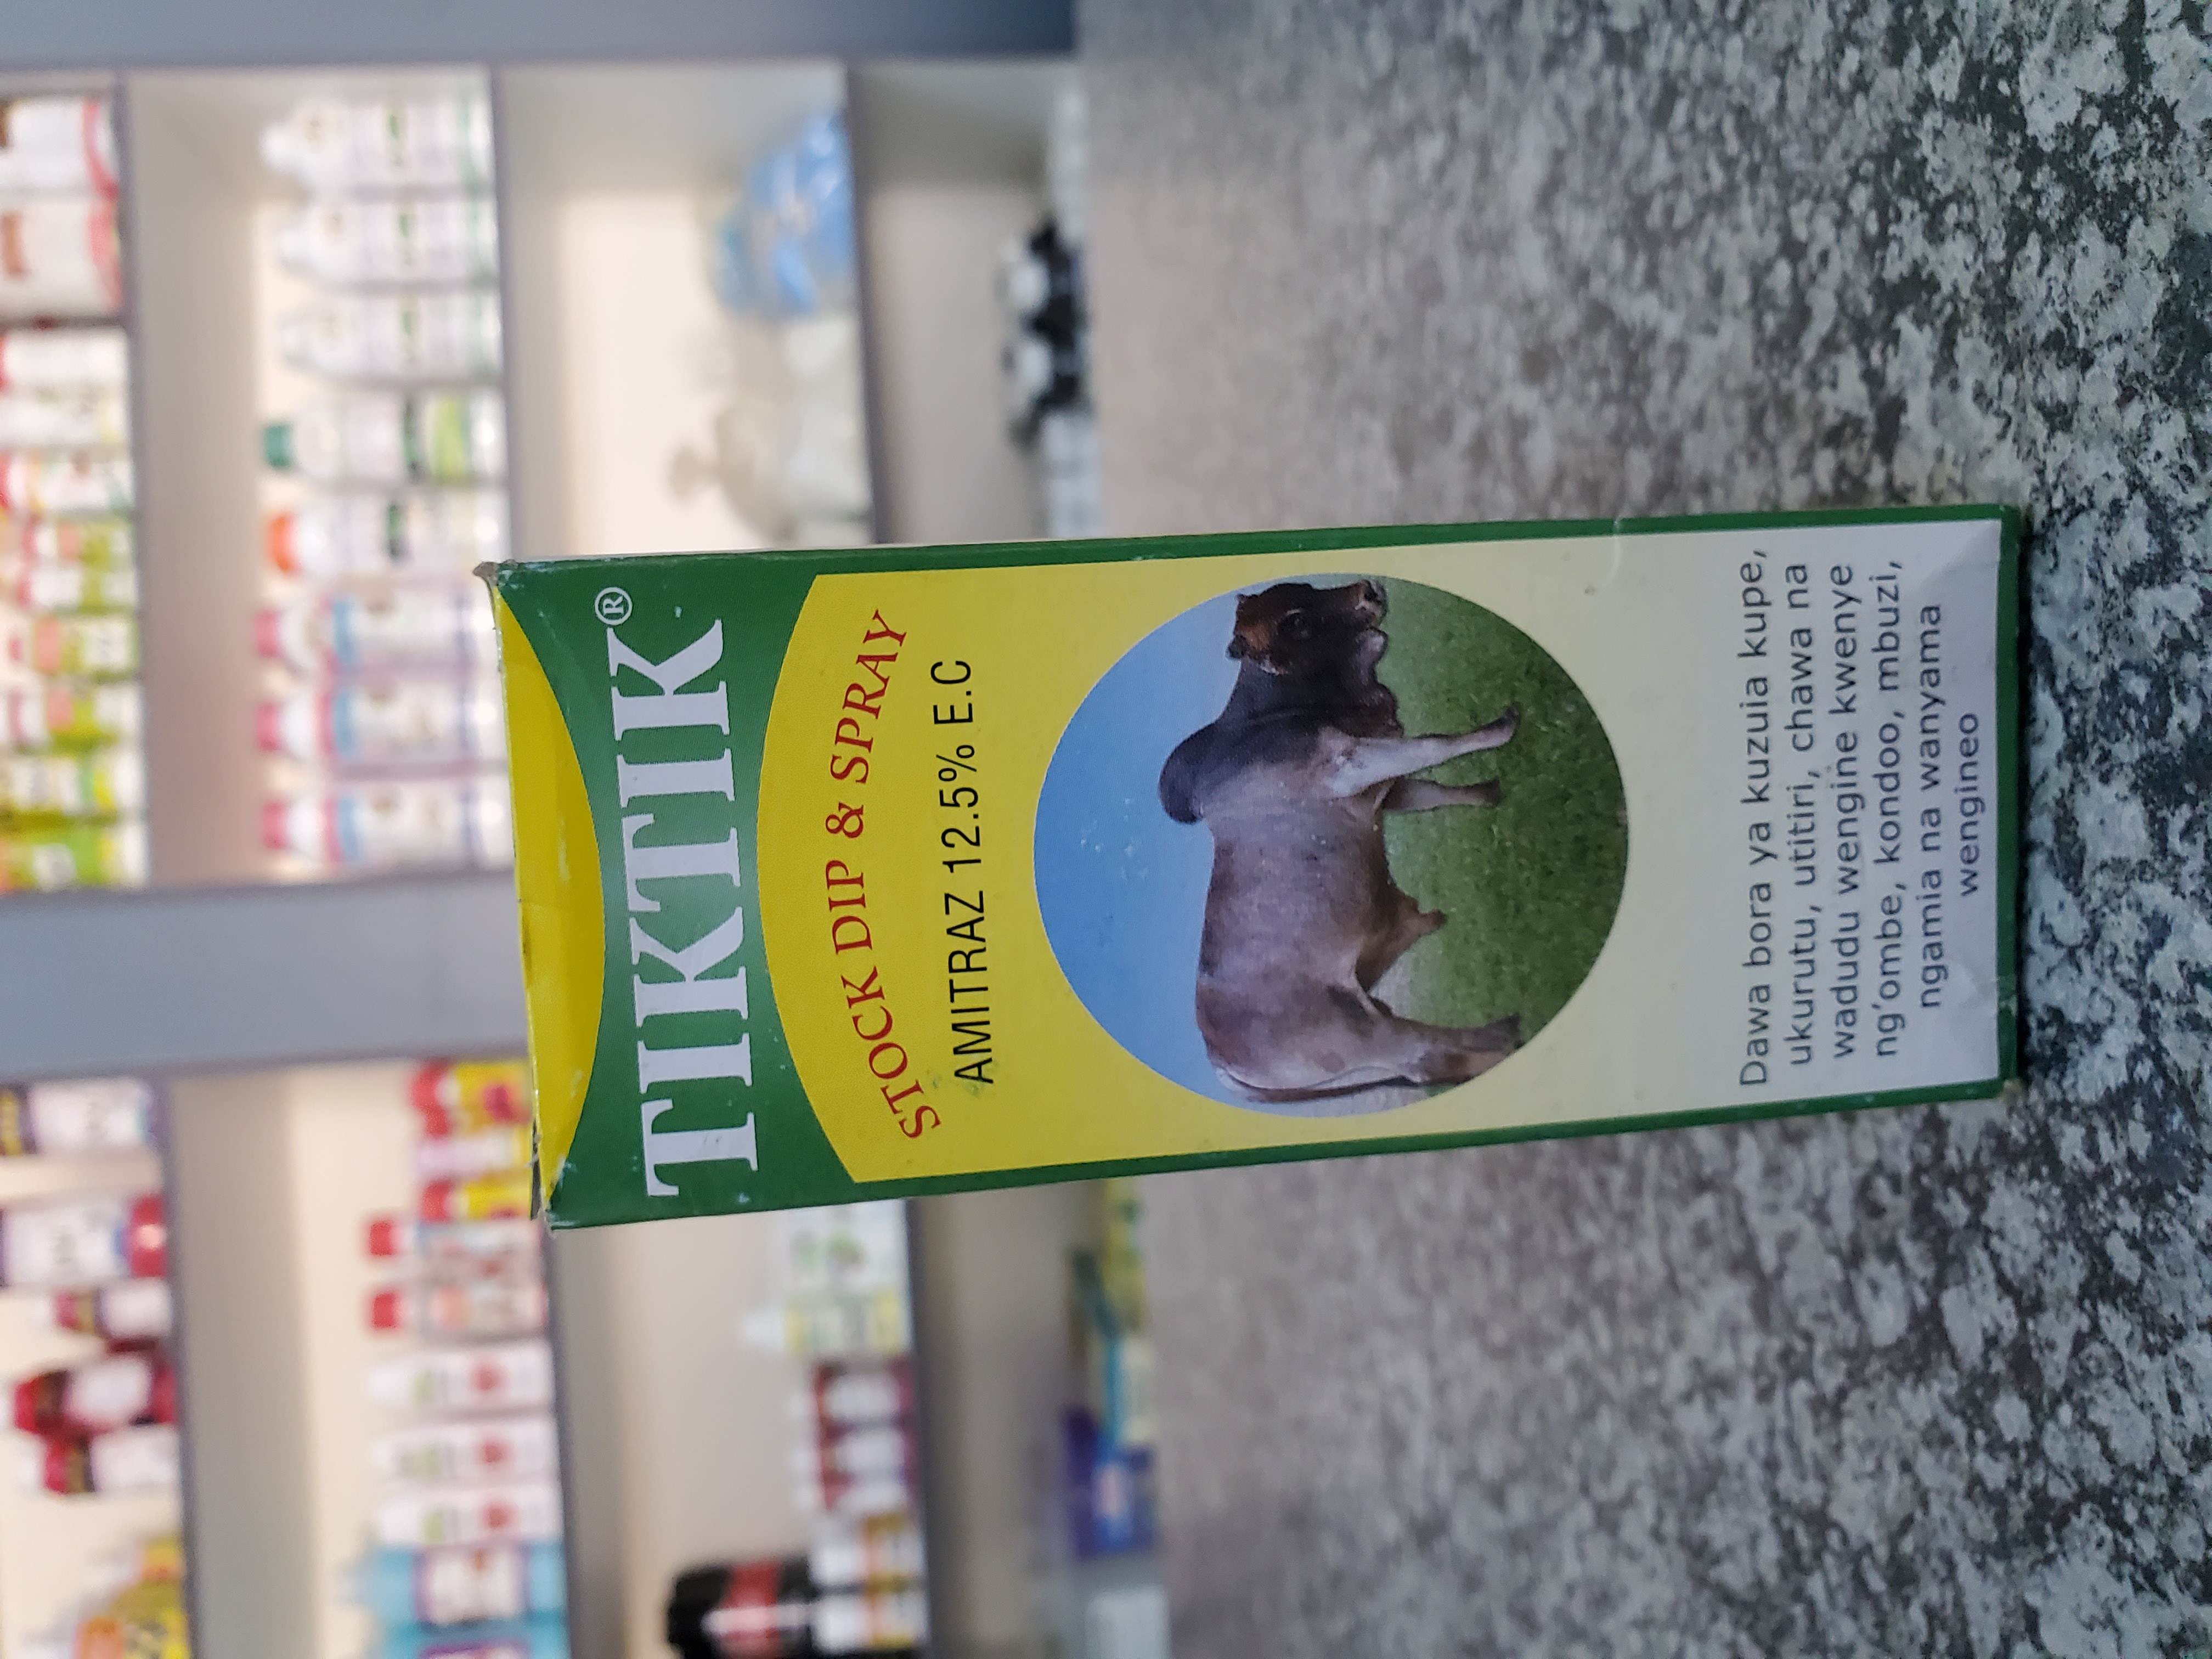 TIKTIK®
STOCK DIP & SPRAY
AMITRAZ 12.5% E.C
Dawa bora ya kuzuia kupe,
ukurutu, utitiri, chawa na
wadudu wengine kwenye
ng'ombe, kondoo, mbuzi,
ngamia na wanyama
wengineo